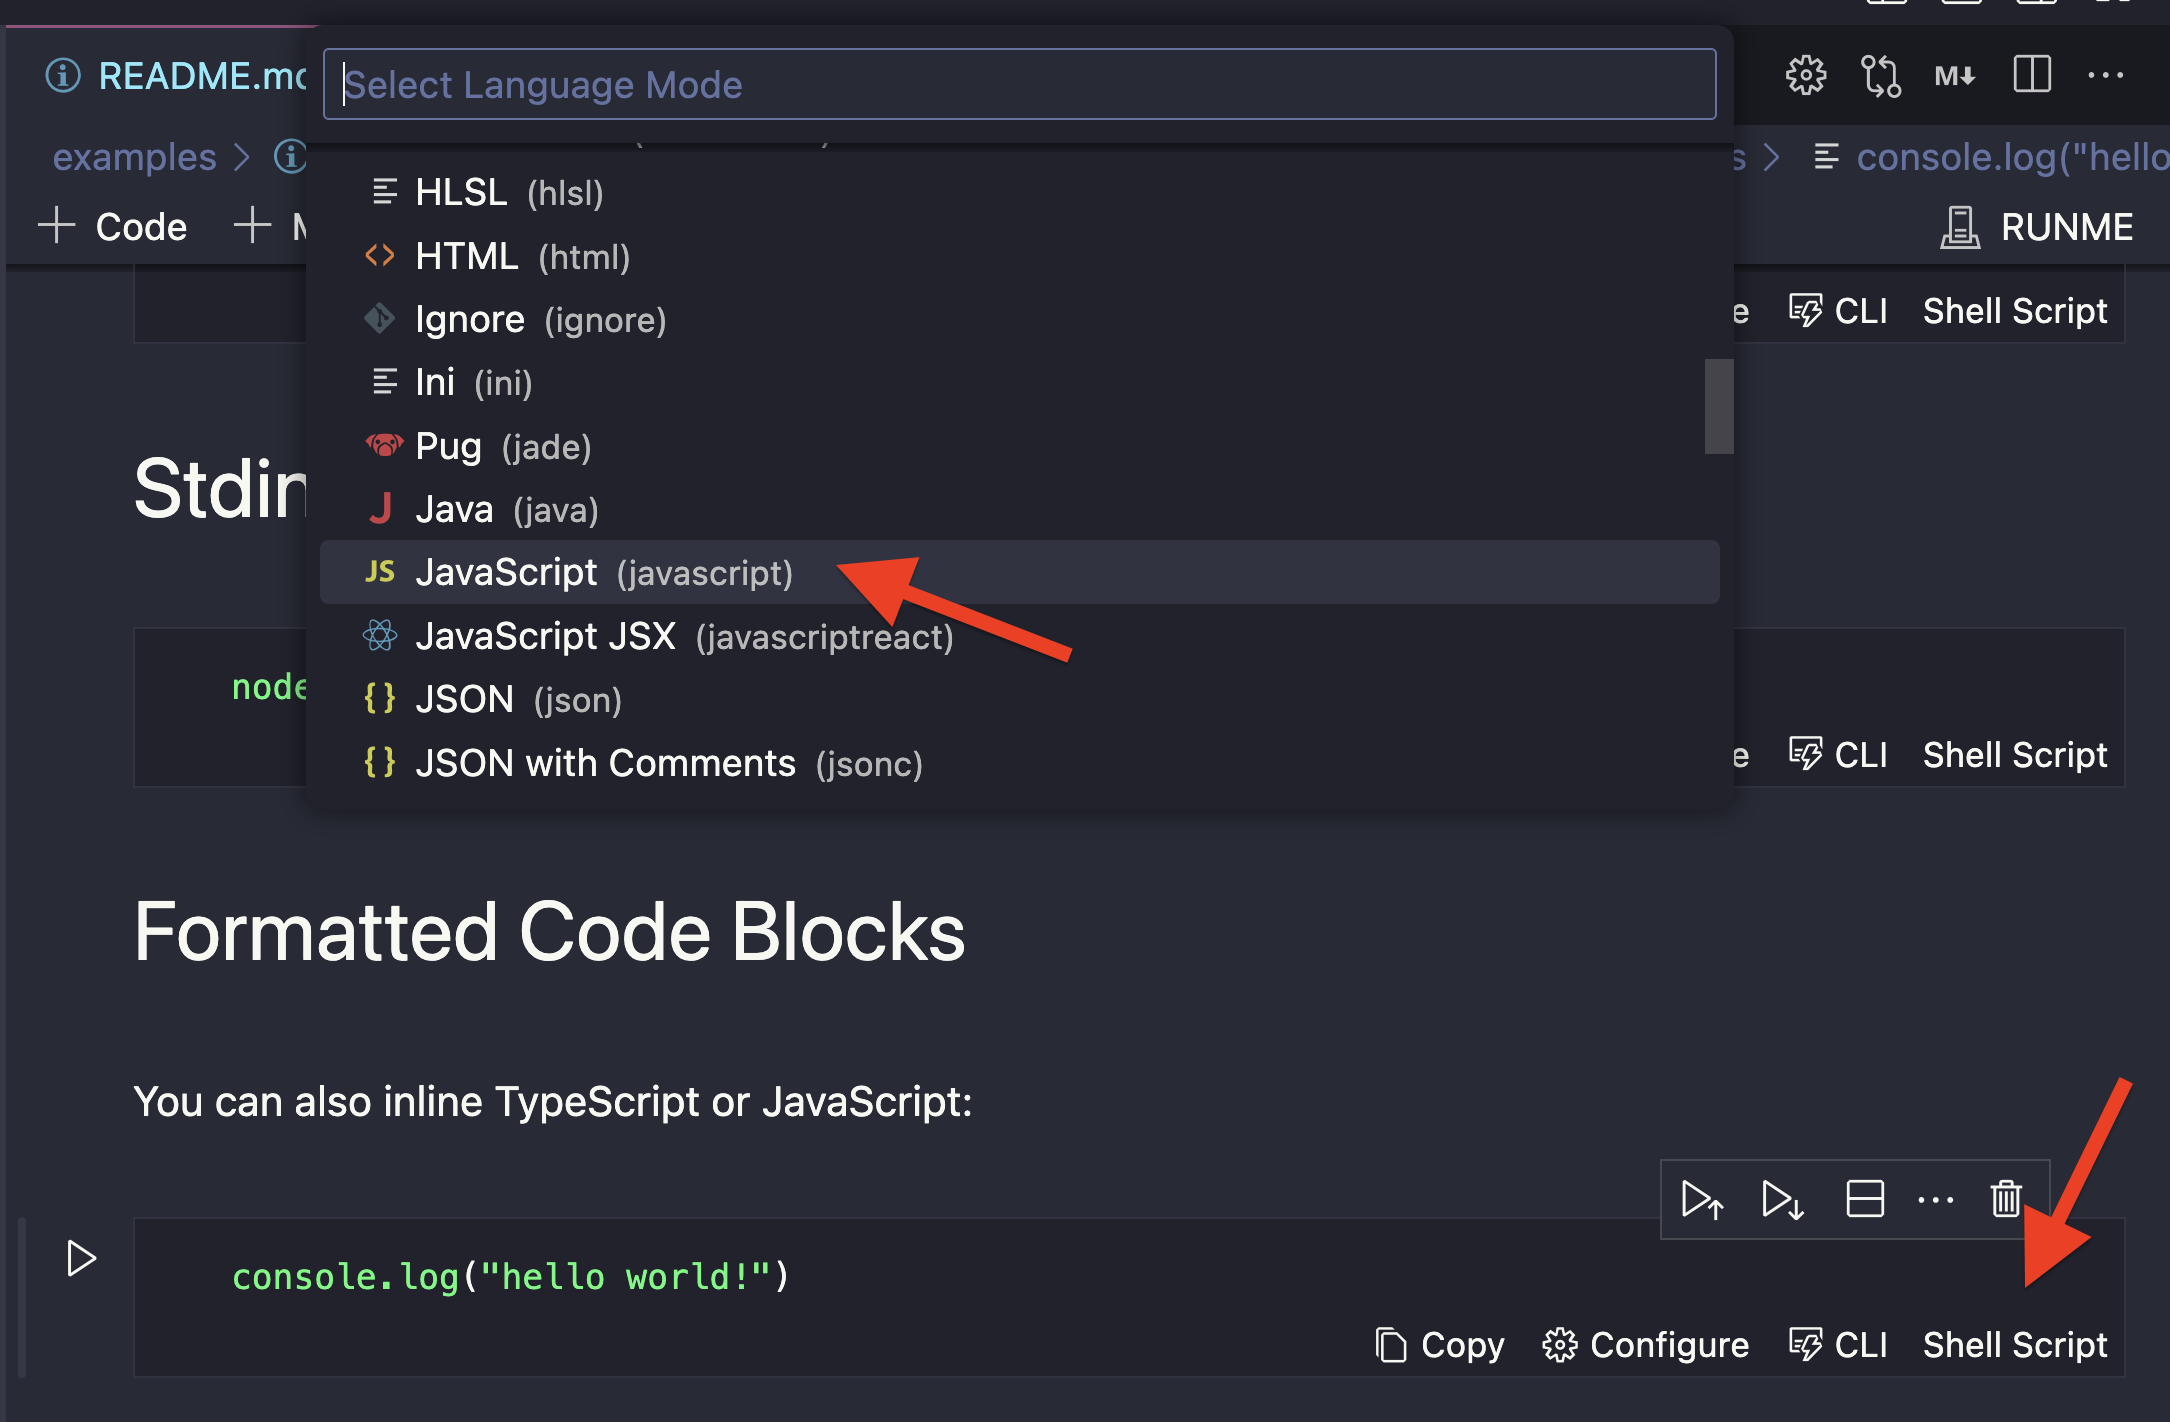 README.m
Select Language Mode
M↓
examples >
s > console.log("hello
+ Code + M
RUNME
HLSL (hlsl)
HTML (html)
Ignore (ignore)
e CLI Shell Script
Ini (ini)
Pug (jade)
Stdin
Java (java)
JS JavaScript (javascript)
JavaScript JSX (javascriptreact)
node
{ } JSON (json)
{ } JSON with Comments (jsonc)
e CLI Shell Script
Formatted Code Blocks
You can also inline TypeScript or JavaScript:
console.log("hello world!")
Copy Configure CLI Shell Script